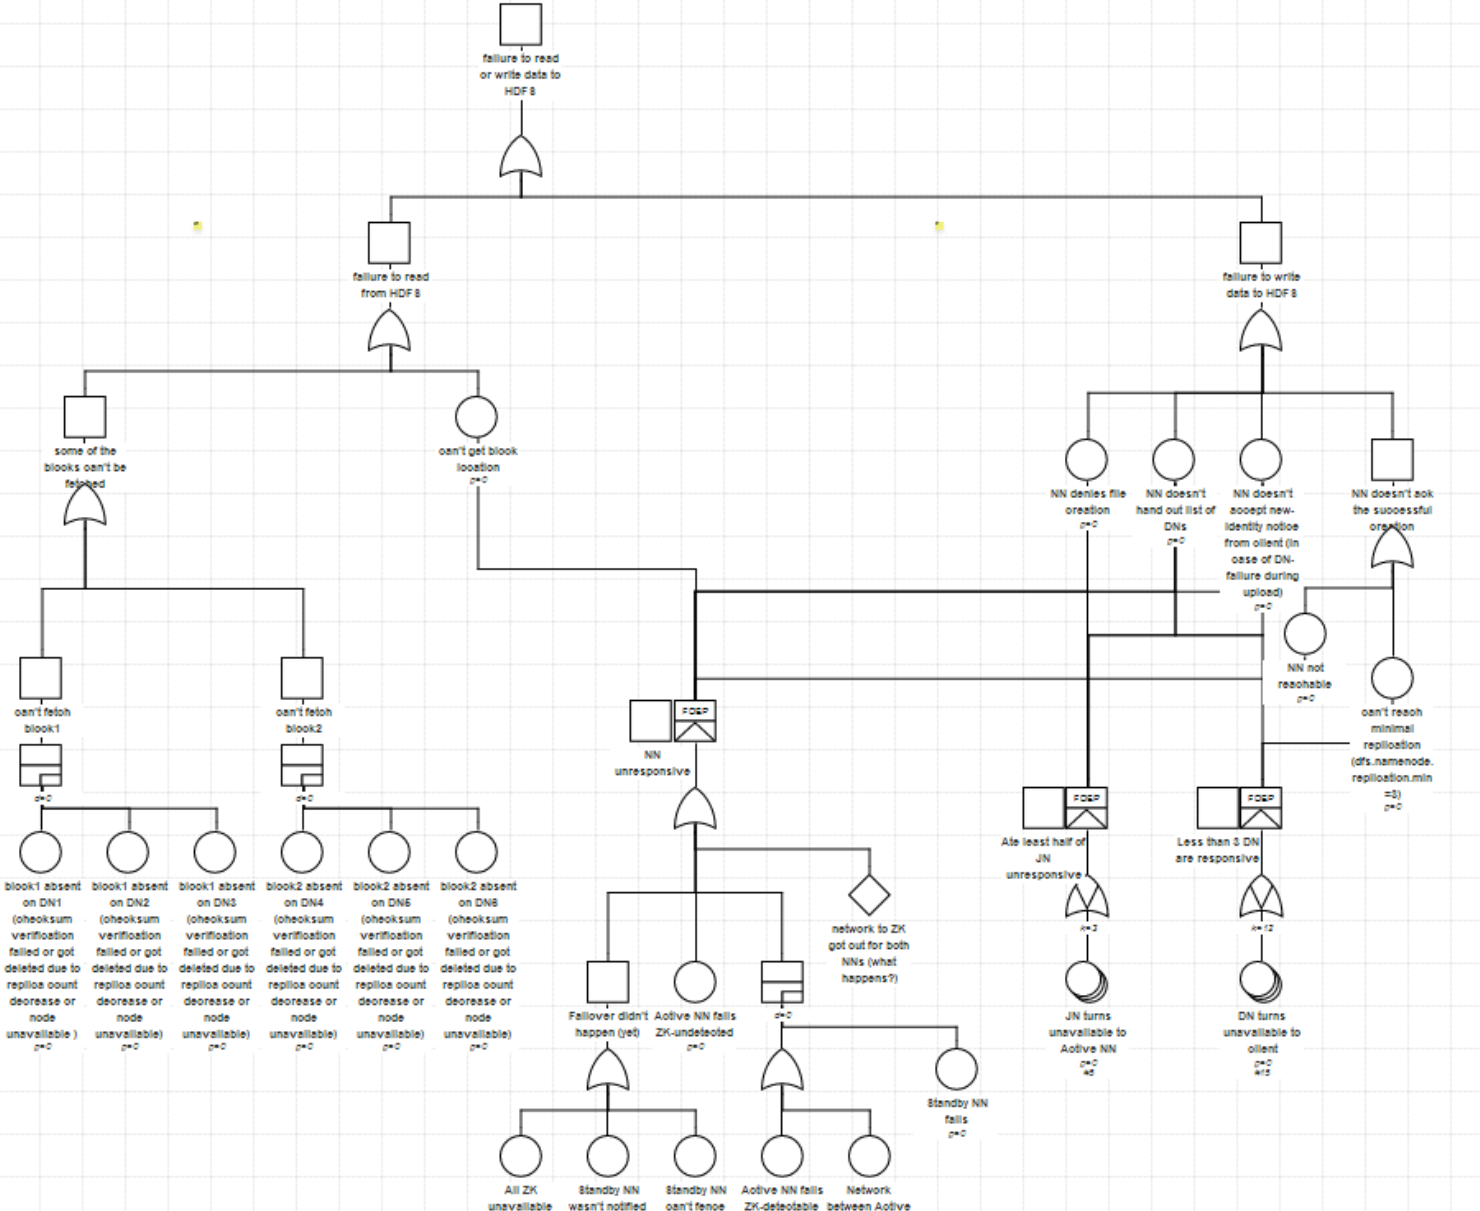 failure to read
or write data to
HDFS
failure to read
from HDFS
failure to write
data to HDFS
some of the
blocks can't be
fetched
can't get block
location
p=0
NN denies file
creation
p=0
NN doesn't
hand out list of
DNs
p=0
NN doesn't
accept new-
identity notice
from client (in
case of DN-
failure during
upload)
p=0
NN doesn't ack
the successful
creation
can't fetch
block1
d=0
can't fetch
block2
d=0
NN not
reachable
p=0
can't reach
minimal
replication
(dfs.namenode.
replication.min
=3)
p=0
FDEP
NN
unresponsive
FDEP
Ate least half of
JN
unresponsive
FDEP
Less than 3 DN
are responsive
block1 absent
on DN1
(checksum
verification
failed or got
deleted due to
replica count
decrease or
node
unavailable )
p=0
block1 absent
on DN2
(checksum
verification
failed or got
deleted due to
replica count
decrease or
node
unavailable)
p=0
block1 absent
on DN3
(checksum
verification
failed or got
deleted due to
replica count
decrease or
node
unavailable)
p=0
block2 absent
on DN4
(checksum
verification
failed or got
deleted due to
replica count
decrease or
node
unavailable)
p=0
block2 absent
on DN5
(checksum
verification
failed or got
deleted due to
replica count
decrease or
node
unavailable)
p=0
block2 absent
on DN6
(checksum
verification
failed or got
deleted due to
replica count
decrease or
node
unavailable)
p=0
network to ZK
got out for both
NNs (what
happens?)
k=3
k=13
Failover didn't
happen (yet)
Active NN fails
ZK-undetected
p=0
d=0
JN turns
unavailable to
Active NN
p=0
#5
DN turns
unavailable to
client
p=0
#15
Standby NN
fails
p=0
All ZK
unavailable
Standby NN
wasn't notified
Standby NN
can't fence
Active NN fails
ZK-detectable
Network
between Active